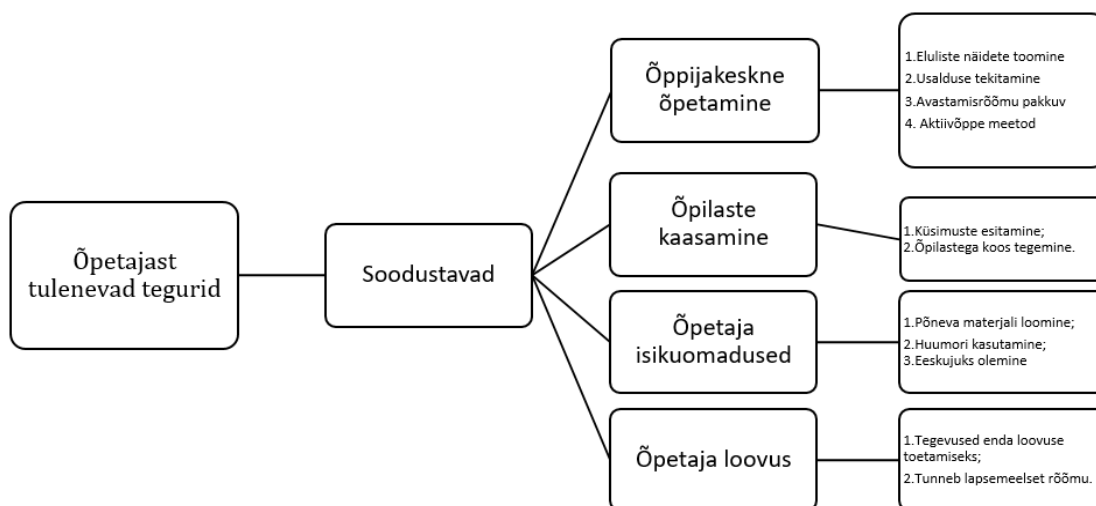 Õpetajast
tulenevad tegurid
Soodustavad
Õppijakeskne
õpetamine
1.Eluliste näidete toomine
2.Usalduse tekitamine
3.Avastamisrõõmu pakkuv
4. Aktiivõppe meetod
Õpilaste
kaasamine
1.Küsimuste esitamine;
2.Õpilastega koos tegemine.
Õpetaja
isikuomadused
1.Põneva materjali loomine;
2.Huumori kasutamine;
3.Eeskujuks olemine
Õpetaja loovus
1.Tegevused enda loovuse
toetamiseks;
2.Tunneb lapsemeelset rõõmu.